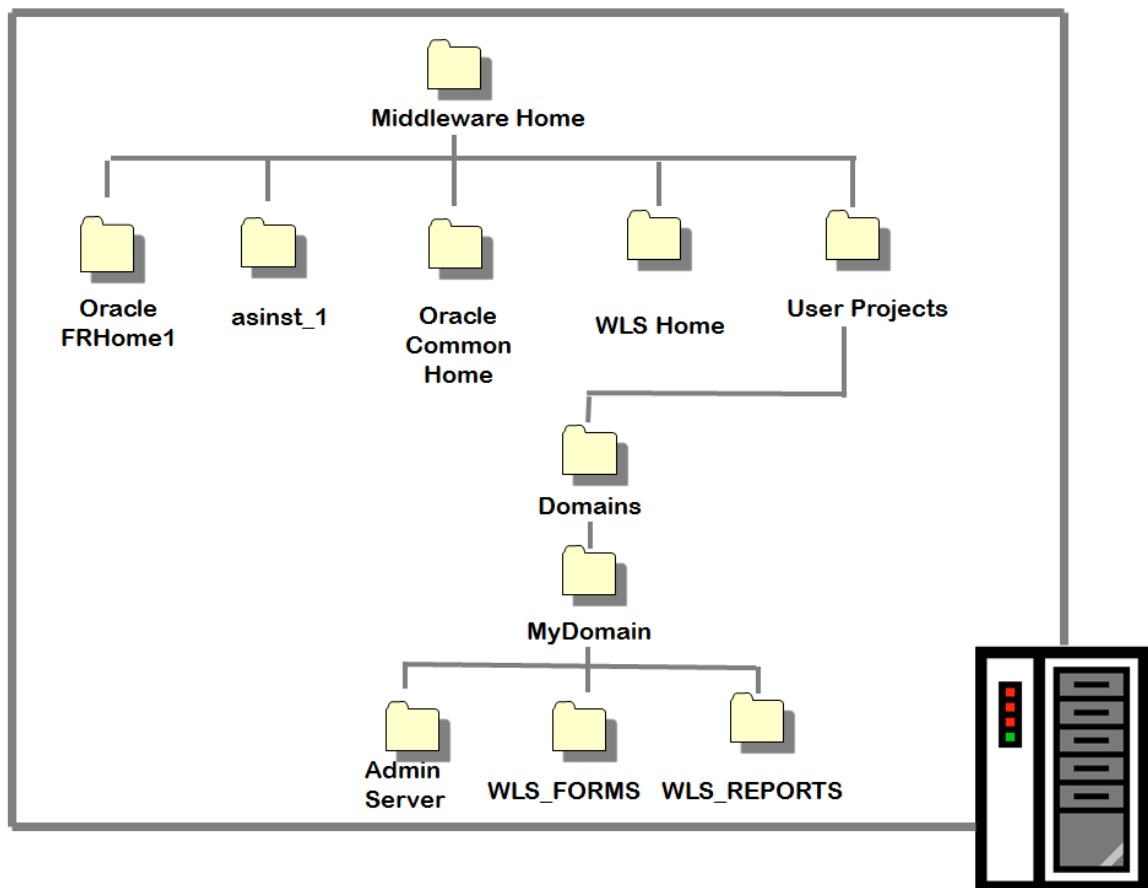 Middleware Home
Oracle
FRHome1
asinst_1
Oracle
Common
Home
WLS Home
User Projects
Domains
MyDomain
Admin
Server
WLS_FORMS
WLS_REPORTS